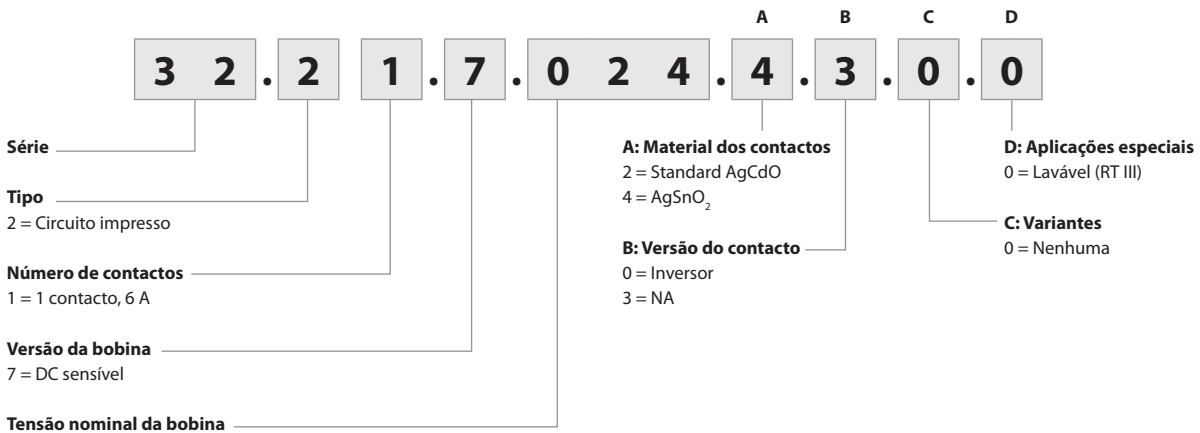 A B C D
3 2 . 2 1 . 7 . 0 2 4 . 4 . 3 . 0 . 0
Série
Tipo
2 = Circuito impresso
Número de contactos
1 = 1 contacto, 6 A
Versão da bobina
7 = DC sensível
Tensão nominal da bobina
A: Material dos contactos
2 = Standard AgCdO
4 = AgSnO₂
B: Versão do contacto
0 = Inversor
3 = NA
D: Aplicações especiais
0 = Lavável (RT III)
C: Variantes
0 = Nenhuma